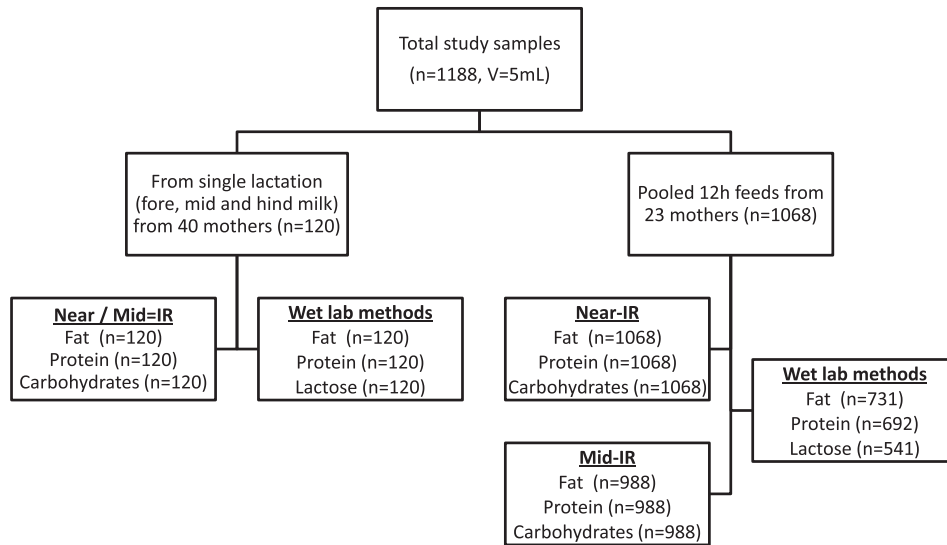 Total study samples
(n=1188, V=5mL)
From single lactation
(fore, mid and hind milk)
from 40 mothers (n=120)
Pooled 12h feeds from
23 mothers (n=1068)
Near / Mid=IR
Fat (n=120)
Protein (n=120)
Carbohydrates (n=120)
Wet lab methods
Fat (n=120)
Protein (n=120)
Lactose (n=120)
Near-IR
Fat (n=1068)
Protein (n=1068)
Carbohydrates (n=1068)
Wet lab methods
Fat (n=731)
Protein (n=692)
Lactose (n=541)
Mid-IR
Fat (n=988)
Protein (n=988)
Carbohydrates (n=988)